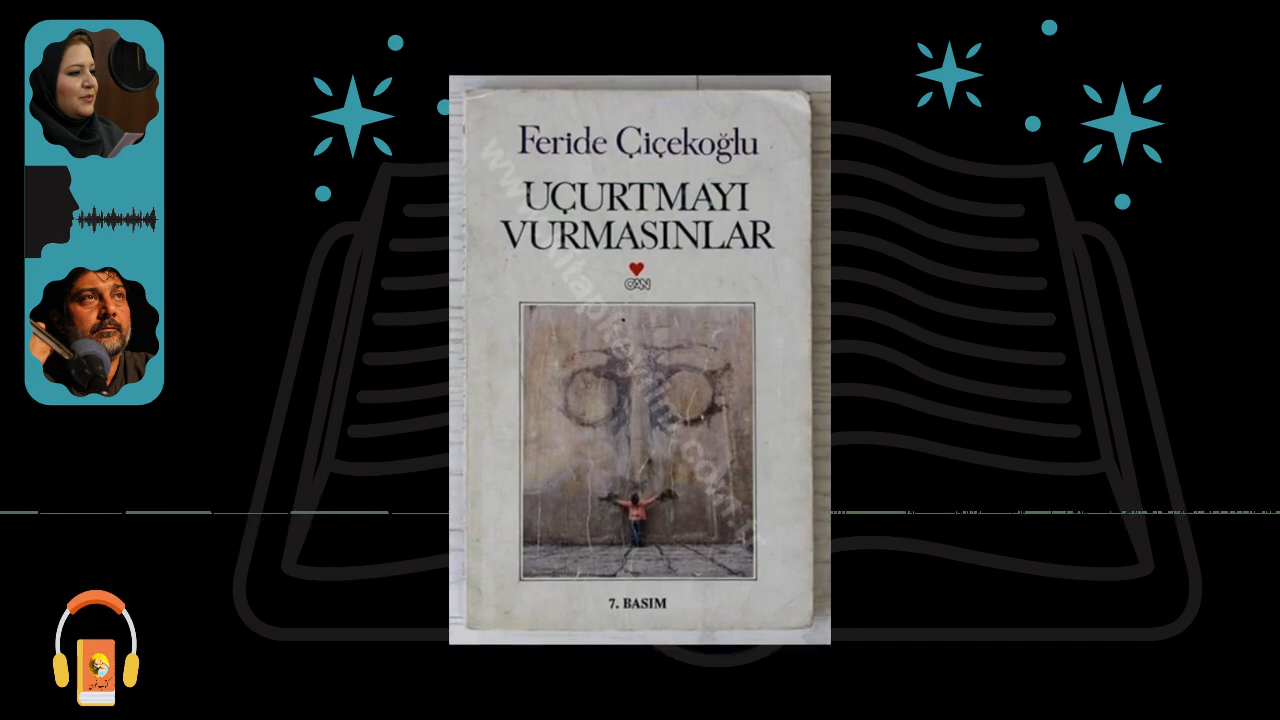 Feride Çiçekoğlu
UÇURTMAYI
VURMASINLAR
CAN
7. BASIM